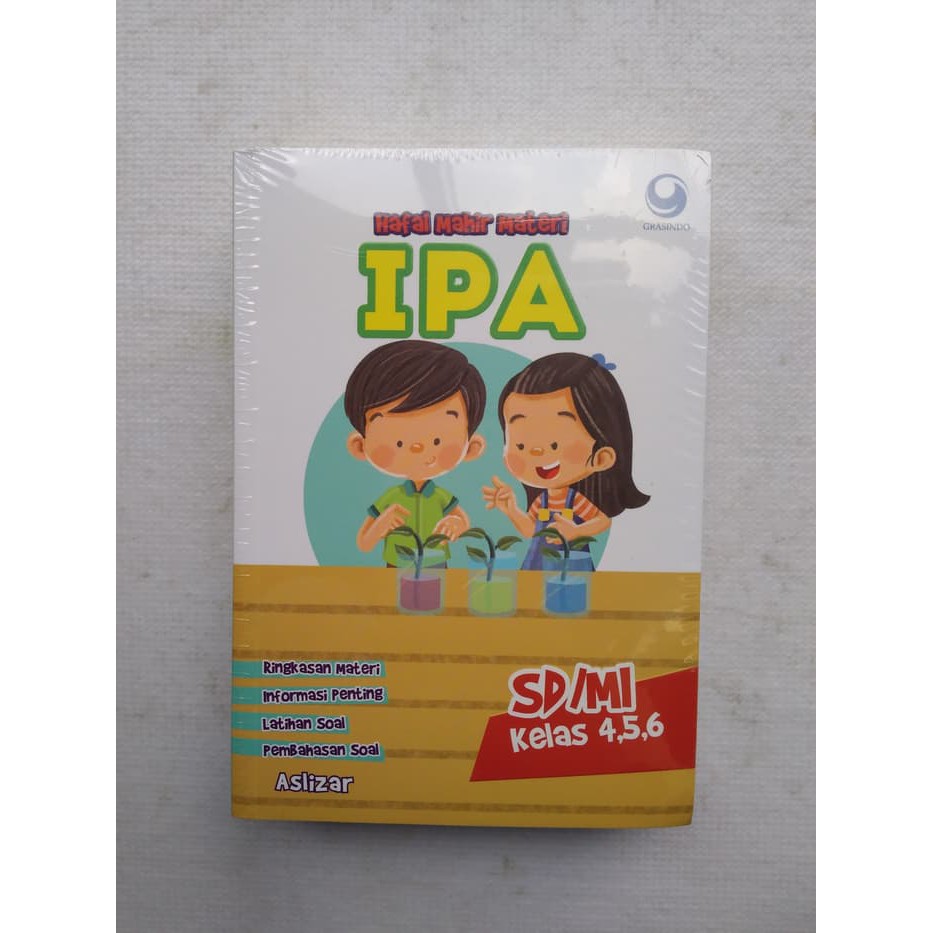 Hafal Mahir Materi
GRASINDO
IPA
Ringkasan Materi
Informasi Penting
Latihan Soal
Pembahasan Soal
Aslizar
SD/MI
Kelas 4,5,6